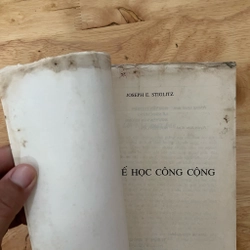 JOSEPH E. STIGLITZ
Ế HỌC CÔNG CỘNG